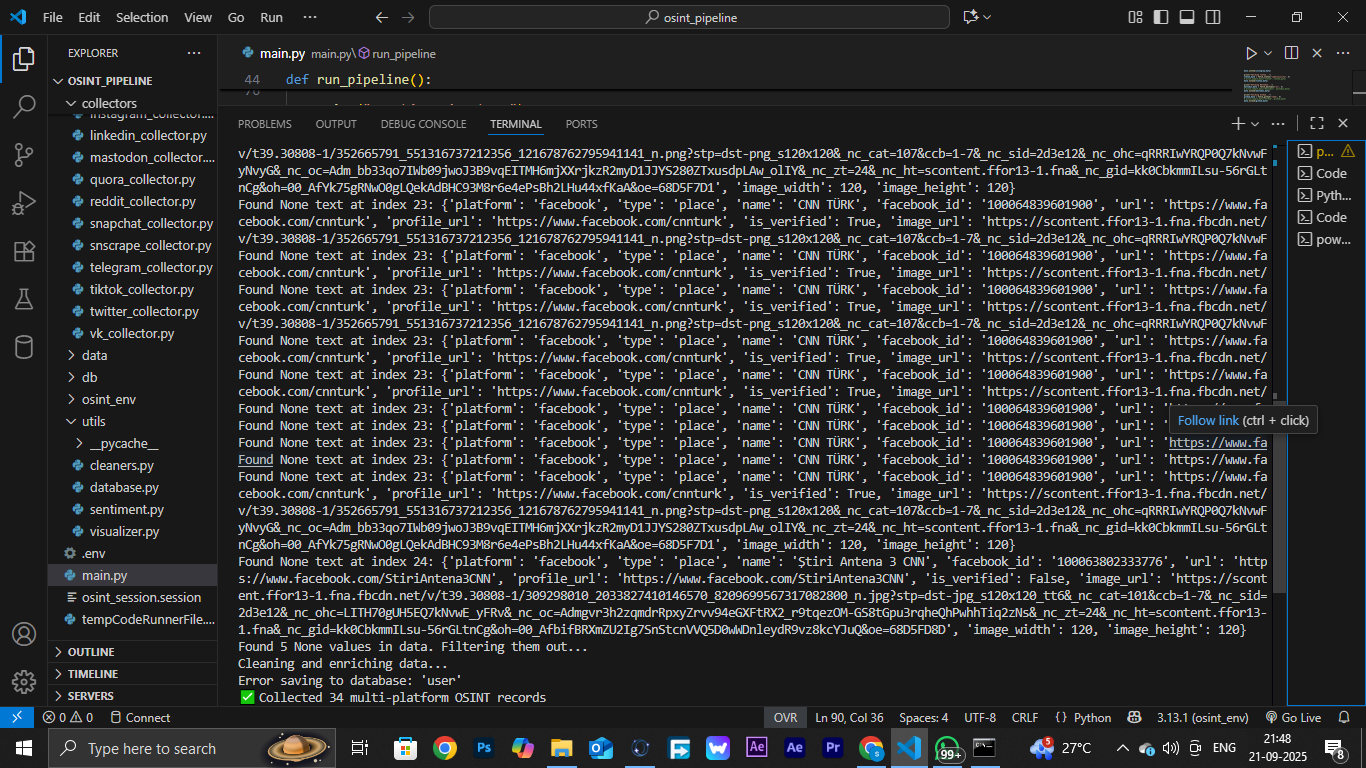 File Edit Selection View Go Run ···
osint_pipeline
EXPLORER ···
OSINT_PIPELINE
collectors
instagram_collector.py
linkedin_collector.py
mastodon_collector....
quora_collector.py
reddit_collector.py
snapchat_collector.py
snscrape_collector.py
telegram_collector.py
tiktok_collector.py
twitter_collector.py
vk_collector.py
data
db
osint_env
utils
__pycache__
cleaners.py
database.py
sentiment.py
visualizer.py
.env
main.py
osint_session.session
tempCodeRunnerFile....
OUTLINE
TIMELINE
SERVERS
main.py main.py\ run_pipeline
44 def run_pipeline():
PROBLEMS OUTPUT DEBUG CONSOLE TERMINAL PORTS
v/t39.30808-1/352665791_551316737212356_121678762795941141_n.png?stp=dst-png_s120x120&_nc_cat=107&ccb=1-7&_nc_sid=2d3e12&_nc_ohc=qRRRIwYRQP0Q7kNvwF
yNvyG&_nc_oc=Adm_bb33qo7IWb09jwoJ3B9vqEITMH6mjXXrjkzR2myD1JJYS280ZTxusdpLAw_olIY&_nc_zt=24&_nc_ht=scontent.ffor13-1.fna&_nc_gid=kk0CbkmmILsu-56rGLt
nCg&oh=00_AfYk75gRNwO0gLQekAdBHC93M8r6e4ePsBh2LHu44xfKaA&oe=68D5F7D1', 'image_width': 120, 'image_height': 120}
Found None text at index 23: {'platform': 'facebook', 'type': 'place', 'name': 'CNN TÜRK', 'facebook_id': '100064839601900', 'url': 'https://www.fa
cebook.com/cnnturk', 'profile_url': 'https://www.facebook.com/cnnturk', 'is_verified': True, 'image_url': 'https://scontent.ffor13-1.fna.fbcdn.net/
v/t39.30808-1/352665791_551316737212356_121678762795941141_n.png?stp=dst-png_s120x120&_nc_cat=107&ccb=1-7&_nc_sid=2d3e12&_nc_ohc=qRRRIwYRQP0Q7kNvwF
Found None text at index 23: {'platform': 'facebook', 'type': 'place', 'name': 'CNN TÜRK', 'facebook_id': '100064839601900', 'url': 'https://www.fa
cebook.com/cnnturk', 'profile_url': 'https://www.facebook.com/cnnturk', 'is_verified': True, 'image_url': 'https://scontent.ffor13-1.fna.fbcdn.net/
Found None text at index 23: {'platform': 'facebook', 'type': 'place', 'name': 'CNN TÜRK', 'facebook_id': '100064839601900', 'url': 'https://www.fa
cebook.com/cnnturk', 'profile_url': 'https://www.facebook.com/cnnturk', 'is_verified': True, 'image_url': 'https://scontent.ffor13-1.fna.fbcdn.net/
v/t39.30808-1/352665791_551316737212356_121678762795941141_n.png?stp=dst-png_s120x120&_nc_cat=107&ccb=1-7&_nc_sid=2d3e12&_nc_ohc=qRRRIwYRQP0Q7kNvwF
Found None text at index 23: {'platform': 'facebook', 'type': 'place', 'name': 'CNN TÜRK', 'facebook_id': '100064839601900', 'url': 'https://www.fa
cebook.com/cnnturk', 'profile_url': 'https://www.facebook.com/cnnturk', 'is_verified': True, 'image_url': 'https://scontent.ffor13-1.fna.fbcdn.net/
Found None text at index 23: {'platform': 'facebook', 'type': 'place', 'name': 'CNN TÜRK', 'facebook_id': '100064839601900', 'url': 'https://www.fa
cebook.com/cnnturk', 'profile_url': 'https://www.facebook.com/cnnturk', 'is_verified': True, 'image_url': 'https://scontent.ffor13-1.fna.fbcdn.net/
Found None text at index 23: {'platform': 'facebook', 'type': 'place', 'name': 'CNN TÜRK', 'facebook_id': '100064839601900', 'url':
Found None text at index 23: {'platform': 'facebook', 'type': 'place', 'name': 'CNN TÜRK', 'facebook_id': '100064839601900', 'url':
Found None text at index 23: {'platform': 'facebook', 'type': 'place', 'name': 'CNN TÜRK', 'facebook_id': '100064839601900', 'url': 'https://www.fa
Found None text at index 23: {'platform': 'facebook', 'type': 'place', 'name': 'CNN TÜRK', 'facebook_id': '100064839601900', 'url': 'https://www.fa
Found None text at index 23: {'platform': 'facebook', 'type': 'place', 'name': 'CNN TÜRK', 'facebook_id': '100064839601900', 'url': 'https://www.fa
cebook.com/cnnturk', 'profile_url': 'https://www.facebook.com/cnnturk', 'is_verified': True, 'image_url': 'https://scontent.ffor13-1.fna.fbcdn.net/
v/t39.30808-1/352665791_551316737212356_121678762795941141_n.png?stp=dst-png_s120x120&_nc_cat=107&ccb=1-7&_nc_sid=2d3e12&_nc_ohc=qRRRIwYRQP0Q7kNvwF
yNvyG&_nc_oc=Adm_bb33qo7IWb09jwoJ3B9vqEITMH6mjXXrjkzR2myD1JJYS280ZTxusdpLAw_olIY&_nc_zt=24&_nc_ht=scontent.ffor13-1.fna&_nc_gid=kk0CbkmmILsu-56rGLt
nCg&oh=00_AfYk75gRNwO0gLQekAdBHC93M8r6e4ePsBh2LHu44xfKaA&oe=68D5F7D1', 'image_width': 120, 'image_height': 120}
Found None text at index 24: {'platform': 'facebook', 'type': 'place', 'name': 'Știri Antena 3 CNN', 'facebook_id': '100063802333776', 'url': 'http
s://www.facebook.com/StiriAntena3CNN', 'profile_url': 'https://www.facebook.com/StiriAntena3CNN', 'is_verified': False, 'image_url': 'https://scont
ent.ffor13-1.fna.fbcdn.net/v/t39.30808-1/309298010_2033827410146570_8209699567317082800_n.jpg?stp=dst-jpg_s120x120_tt6&_nc_cat=101&ccb=1-7&_nc_sid=
2d3e12&_nc_ohc=LITH70gUH5EQ7kNvwE_yFRv&_nc_oc=Admgvr3h2zqmdrRpxyZrvv94eGXFtRX2_r9tqezOM-GS8tGpu3rqheQhPwhhTiq2zNs&_nc_zt=24&_nc_ht=scontent.ffor13-
1.fna&_nc_gid=kk0CbkmmILsu-56rGLtnCg&oh=00_AfbifBRXmZU2Ig7SnStcnVVQ5D0wWDnleydR9vz8kcYJuQ&oe=68D5FD8D', 'image_width': 120, 'image_height': 120}
Found 5 None values in data. Filtering them out...
Cleaning and enriching data...
Error saving to database: 'user'
✅ Collected 34 multi-platform OSINT records
Follow link (ctrl + click)
p...
Code
Pyth...
Code
pow...
0 0 Connect OVR Ln 90, Col 36 Spaces: 4 UTF-8 CRLF {} Python 3.13.1 (osint_env) Go Live
Type here to search
Ps Ae Ae Pr 99+ 5 27°C ENG 21:48
21-09-2025 8